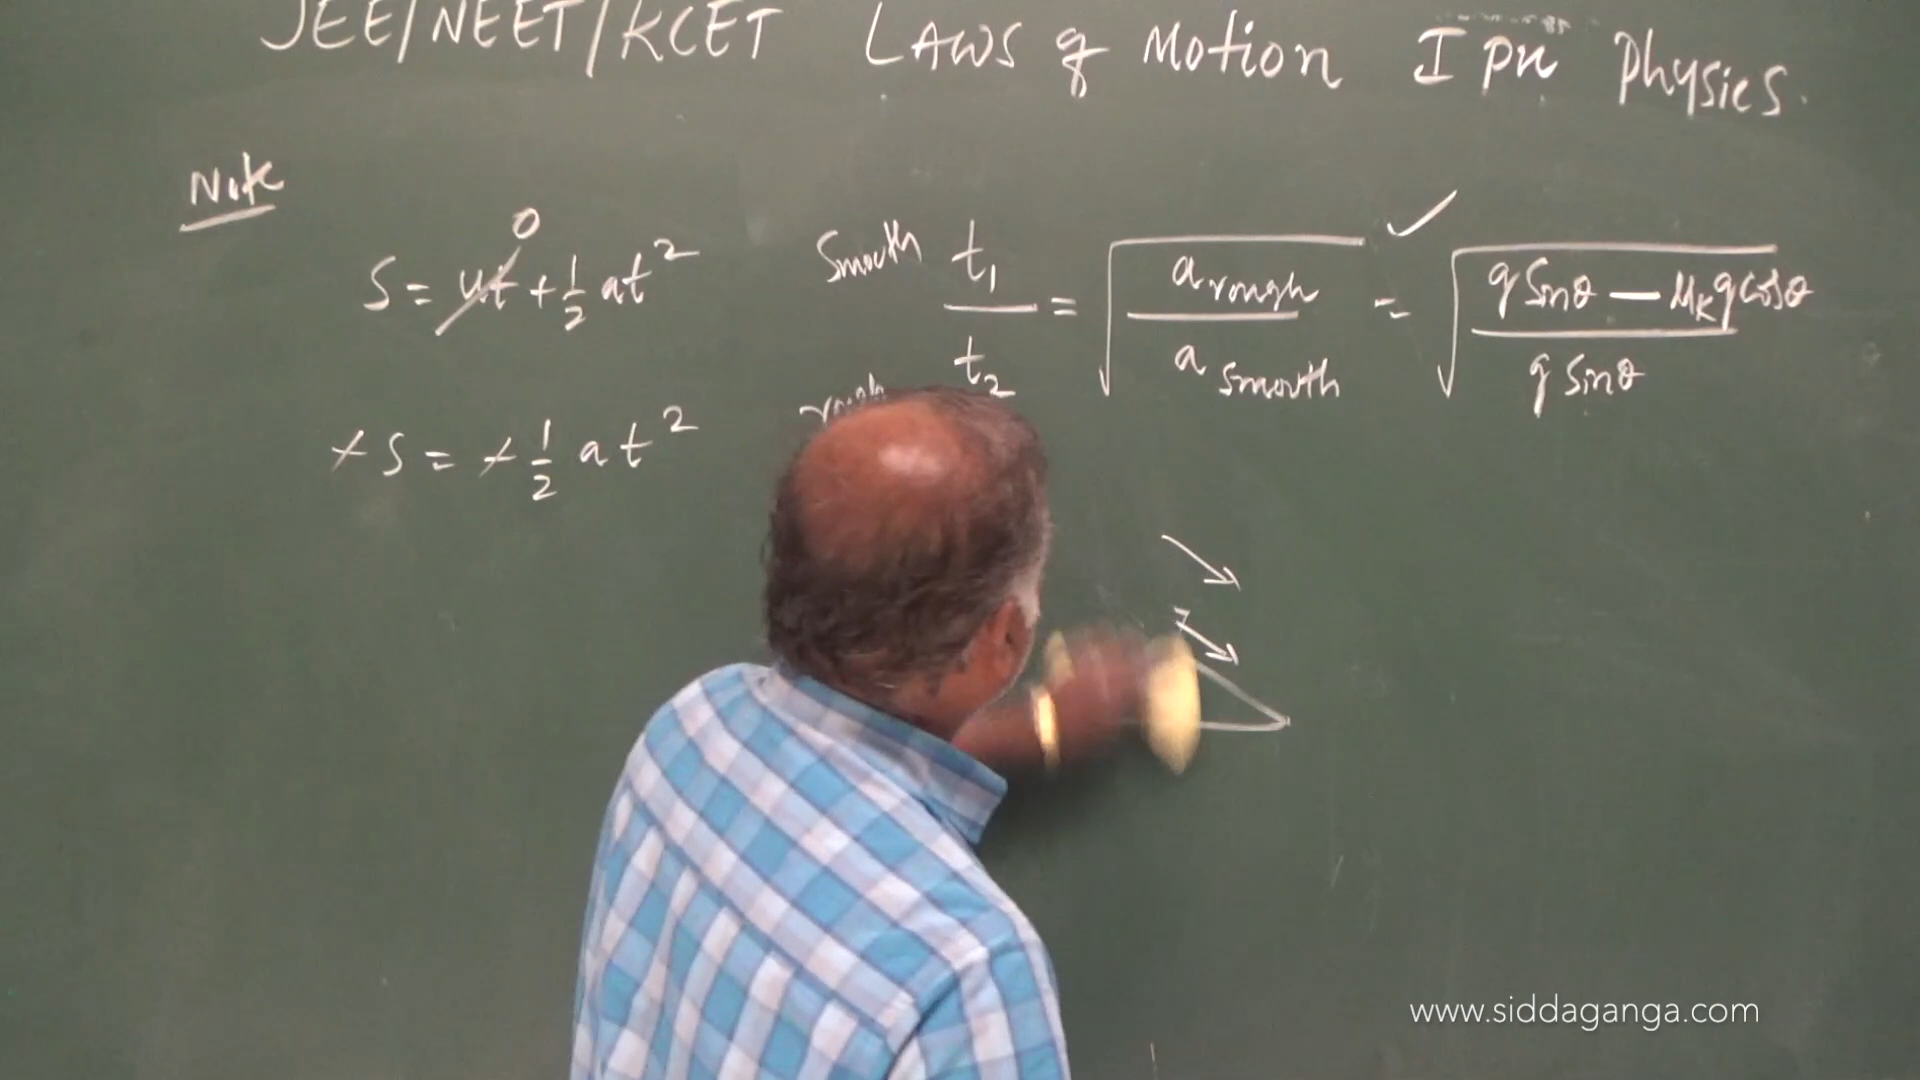 JEE/NEET/KCET LAWS of Motion I PU Physics.
Note
S = ut + 1/2 at²
0
Smooth t₁ / t₂ = √(a rough / a smooth) = √(g Sinθ — μₖ g cosθ / g Sinθ)
rough
S = 1/2 at²
www.siddaganga.com